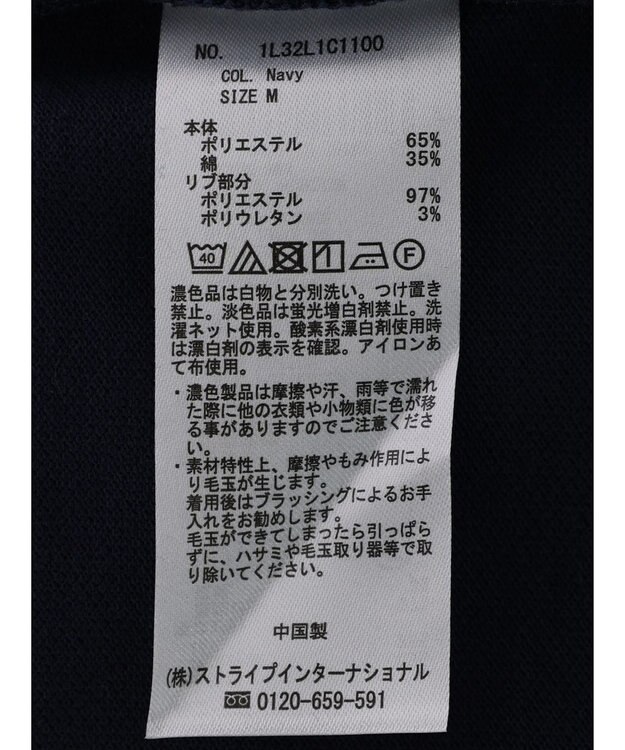 NO. 1L32L1C1100
COL. Navy
SIZE M
本体
ポリエステル 65%
綿 35%
リブ部分
ポリエステル 97%
ポリウレタン 3%
40 F
濃色品は白物と分別洗い。つけ置き
禁止。淡色品は蛍光増白剤禁止。洗
濯ネット使用。酸素系漂白剤使用時
は漂白剤の表示を確認。アイロンあ
て布使用。
・濃色製品は摩擦や汗、雨等で濡れ
た際に他の衣類や小物類に色が移
る事がありますのでご注意くださ
い。
・素材特性上、摩擦やもみ作用によ
り毛玉が生じます。
着用後はブラッシングによるお手
入れをお勧めします。
毛玉ができてしまったら引っぱら
ずに、ハサミや毛玉取り器等で取
り除いてください。
中国製
(株)ストライプインターナショナル
0120-659-591